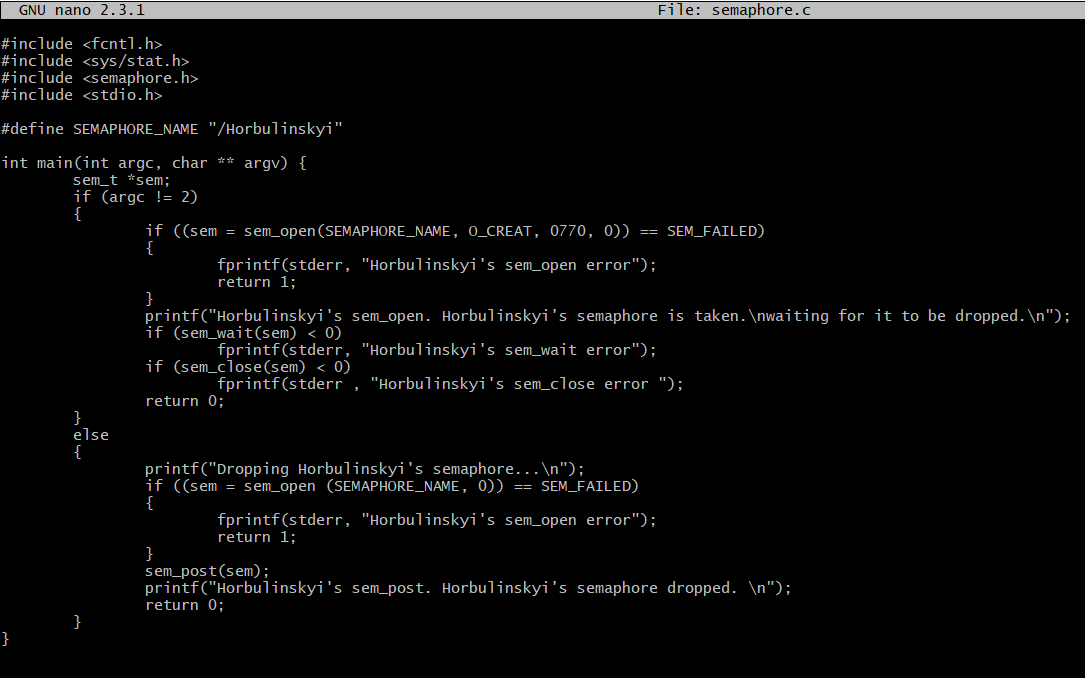 GNU nano 2.3.1 File: semaphore.c
#include <fcntl.h>
#include <sys/stat.h>
#include <semaphore.h>
#include <stdio.h>
#define SEMAPHORE_NAME "/Horbulinskyi"
int main(int argc, char ** argv) {
        sem_t *sem;
        if (argc != 2)
        {
                if ((sem = sem_open(SEMAPHORE_NAME, O_CREAT, 0770, 0)) == SEM_FAILED)
                {
                        fprintf(stderr, "Horbulinskyi's sem_open error");
                        return 1;
                }
                printf("Horbulinskyi's sem_open. Horbulinskyi's semaphore is taken.\nwaiting for it to be dropped.\n");
                if (sem_wait(sem) < 0)
                        fprintf(stderr, "Horbulinskyi's sem_wait error");
                if (sem_close(sem) < 0)
                        fprintf(stderr , "Horbulinskyi's sem_close error ");
                return 0;
        }
        else
        {
                printf("Dropping Horbulinskyi's semaphore...\n");
                if ((sem = sem_open (SEMAPHORE_NAME, 0)) == SEM_FAILED)
                {
                        fprintf(stderr, "Horbulinskyi's sem_open error");
                        return 1;
                }
                sem_post(sem);
                printf("Horbulinskyi's sem_post. Horbulinskyi's semaphore dropped. \n");
                return 0;
        }
}